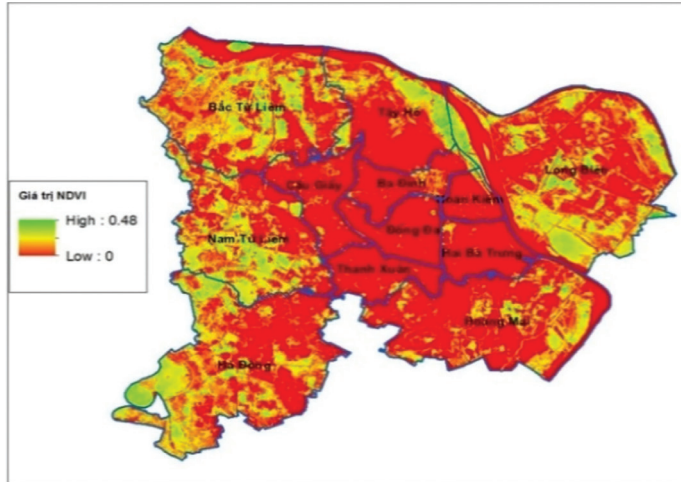 Bắc Từ Liêm
Tây Hồ
Long Biên
Cầu Giấy
Ba Đình
Hoàn Kiếm
Giá trị NDVI
High : 0.48
Low : 0
Nam Từ Liêm
Đống Đa
Hai Bà Trưng
Thanh Xuân
Hoàng Mai
Hà Đông